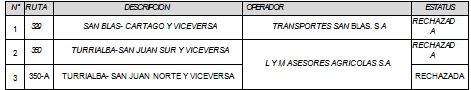 N° RUTA DESCRIPCION OPERADOR ESTATUS
1 339 SAN BLAS- CARTAGO Y VICEVERSA TRANSPORTES SAN BLAS, S A RECHAZAD
A
2 350 TURRIALBA- SAN JUAN SUR Y VICEVERSA RECHAZAD
A
L Y M ASESORES AGRICOLAS S.A.
3 350-A TURRIALBA- SAN JUAN NORTE Y VICEVERSA RECHAZADA